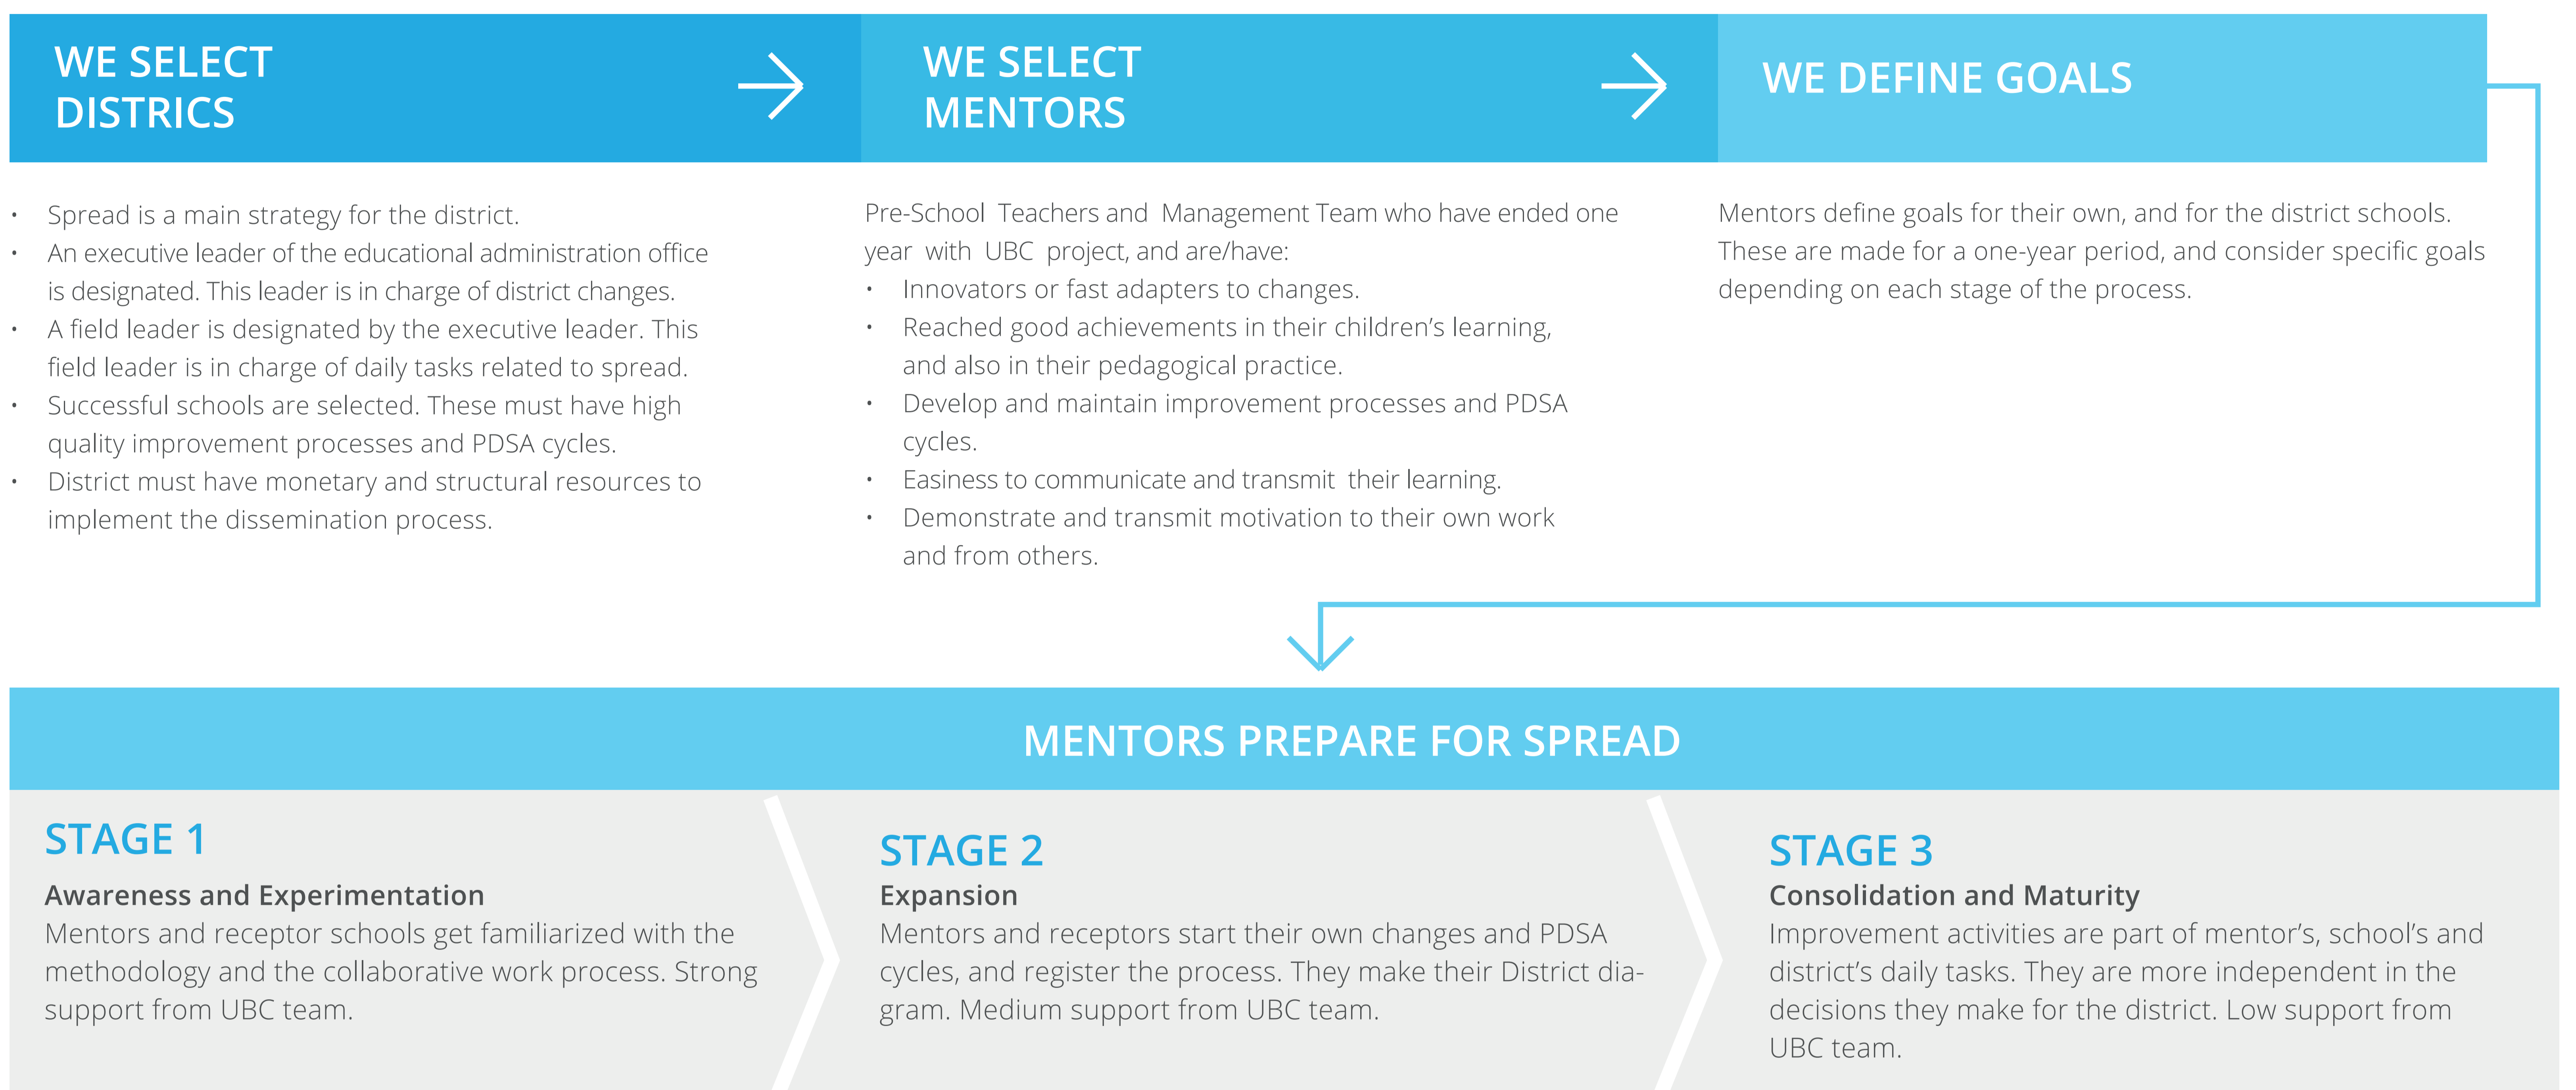 WE SELECT
DISTRICS
WE SELECT
MENTORS
WE DEFINE GOALS
• Spread is a main strategy for the district.
• An executive leader of the educational administration office
is designated. This leader is in charge of district changes.
• A field leader is designated by the executive leader. This
field leader is in charge of daily tasks related to spread.
• Successful schools are selected. These must have high
quality improvement processes and PDSA cycles.
• District must have monetary and structural resources to
implement the dissemination process.
Pre-School Teachers and Management Team who have ended one
year with UBC project, and are/have:
• Innovators or fast adapters to changes.
• Reached good achievements in their children’s learning,
and also in their pedagogical practice.
• Develop and maintain improvement processes and PDSA
cycles.
• Easiness to communicate and transmit their learning.
• Demonstrate and transmit motivation to their own work
and from others.
Mentors define goals for their own, and for the district schools.
These are made for a one-year period, and consider specific goals
depending on each stage of the process.
MENTORS PREPARE FOR SPREAD
STAGE 1
Awareness and Experimentation
Mentors and receptor schools get familiarized with the
methodology and the collaborative work process. Strong
support from UBC team.
STAGE 2
Expansion
Mentors and receptors start their own changes and PDSA
cycles, and register the process. They make their District dia-
gram. Medium support from UBC team.
STAGE 3
Consolidation and Maturity
Improvement activities are part of mentor’s, school’s and
district’s daily tasks. They are more independent in the
decisions they make for the district. Low support from
UBC team.